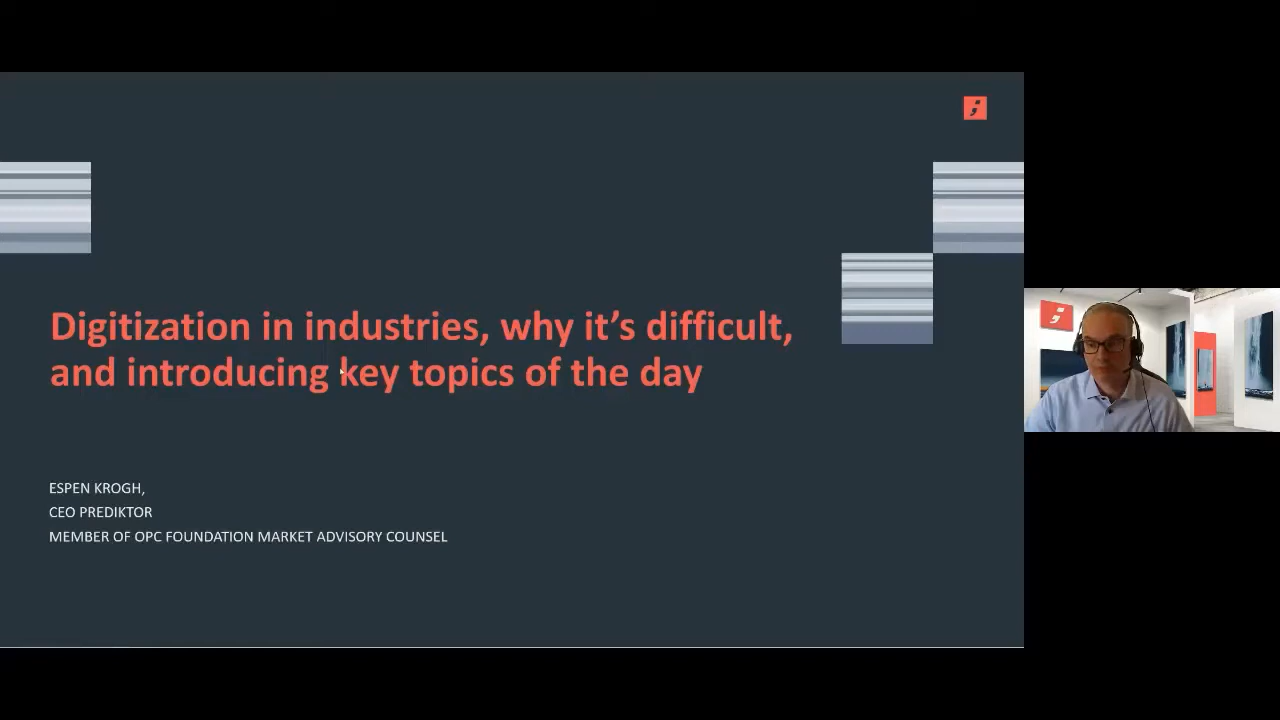 Digitization in industries, why it's difficult,
and introducing key topics of the day
ESPEN KROGH,
CEO PREDIKTOR
MEMBER OF OPC FOUNDATION MARKET ADVISORY COUNSEL